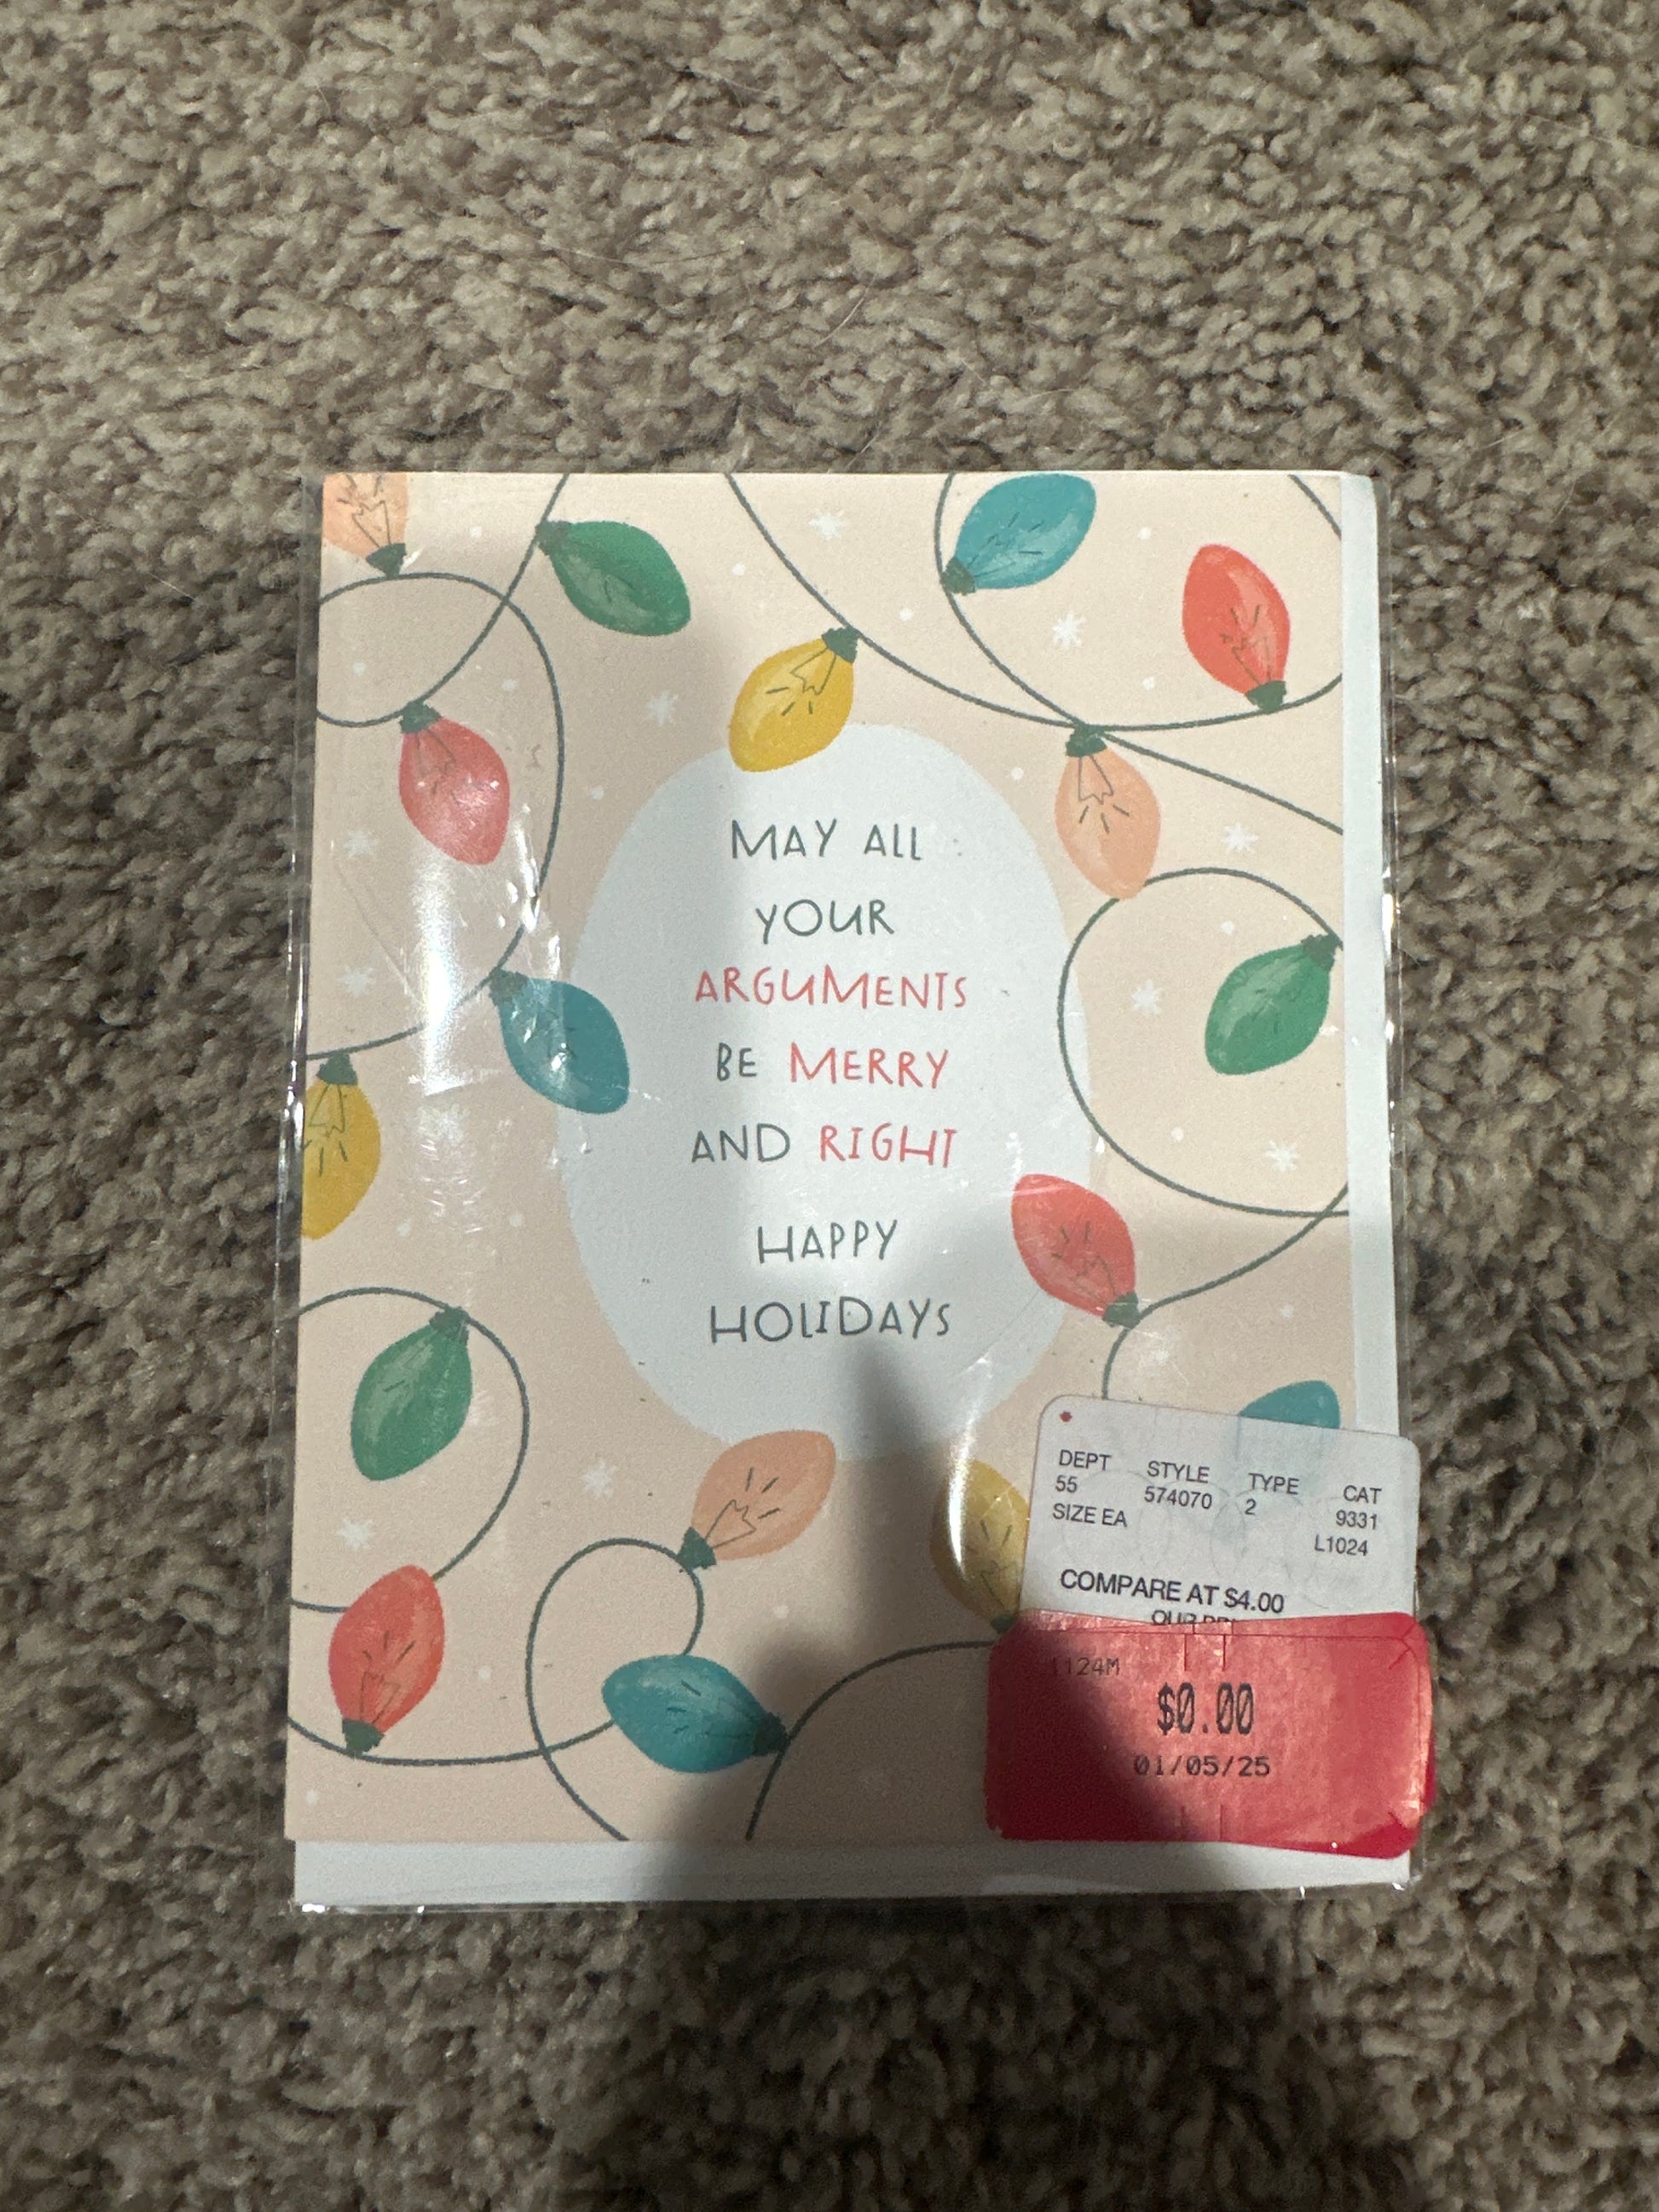 MAY ALL
YOUR
ARGUMENTS
BE MERRY
AND RIGHT
HAPPY
HOLIDAYS
DEPT STYLE TYPE CAT
55 574070 2 9331
SIZE EA L1024
COMPARE AT $4.00
OUR
1124M
$0.00
01/05/25